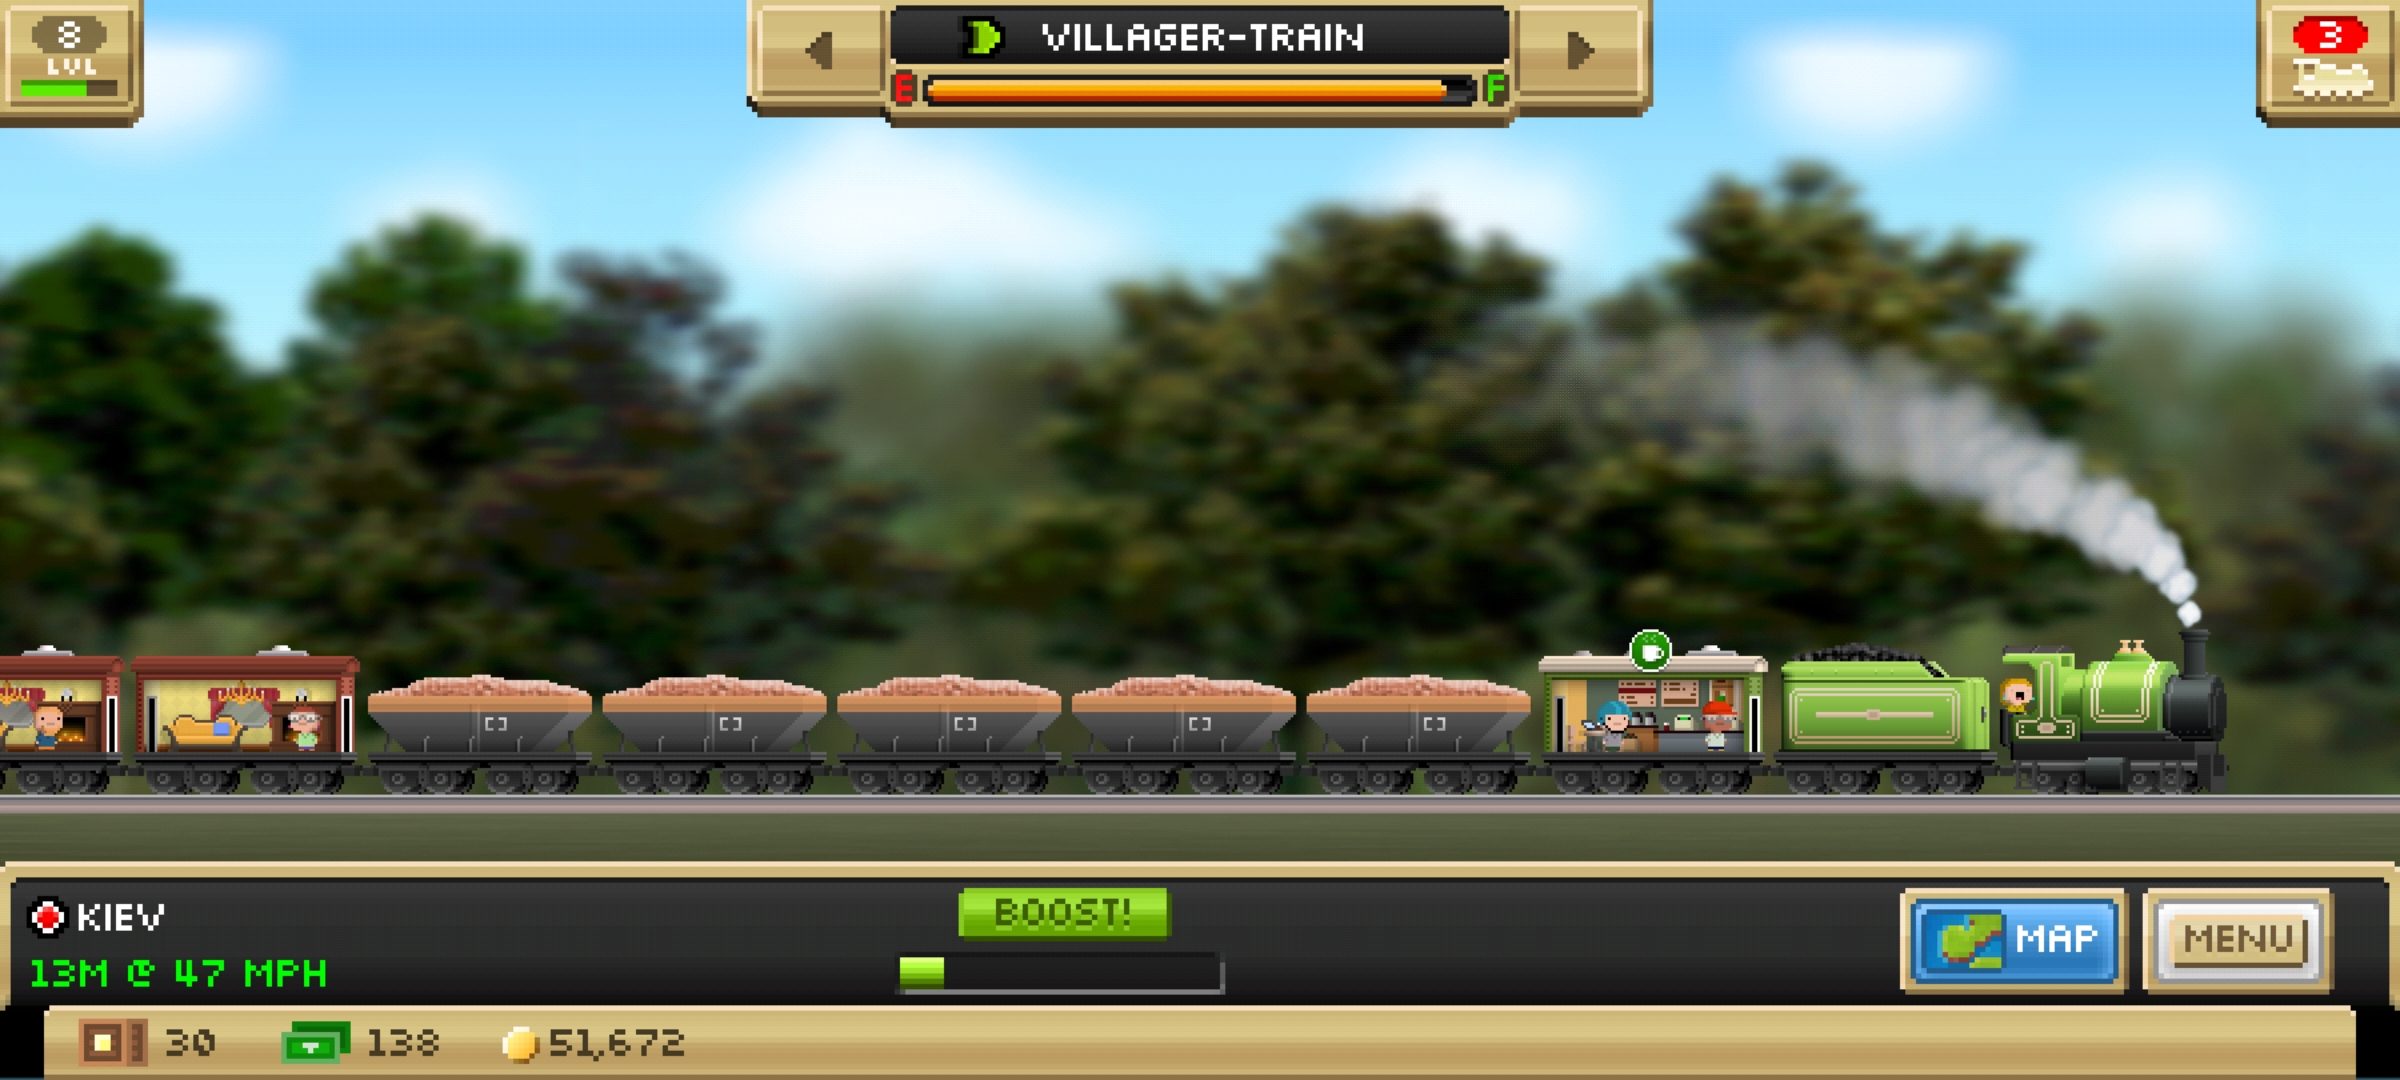 8
LVL
VILLAGER-TRAIN
E F
3
KIEV
BOOST!
13M @ 47 MPH
MAP
MENU
30 138 51,672